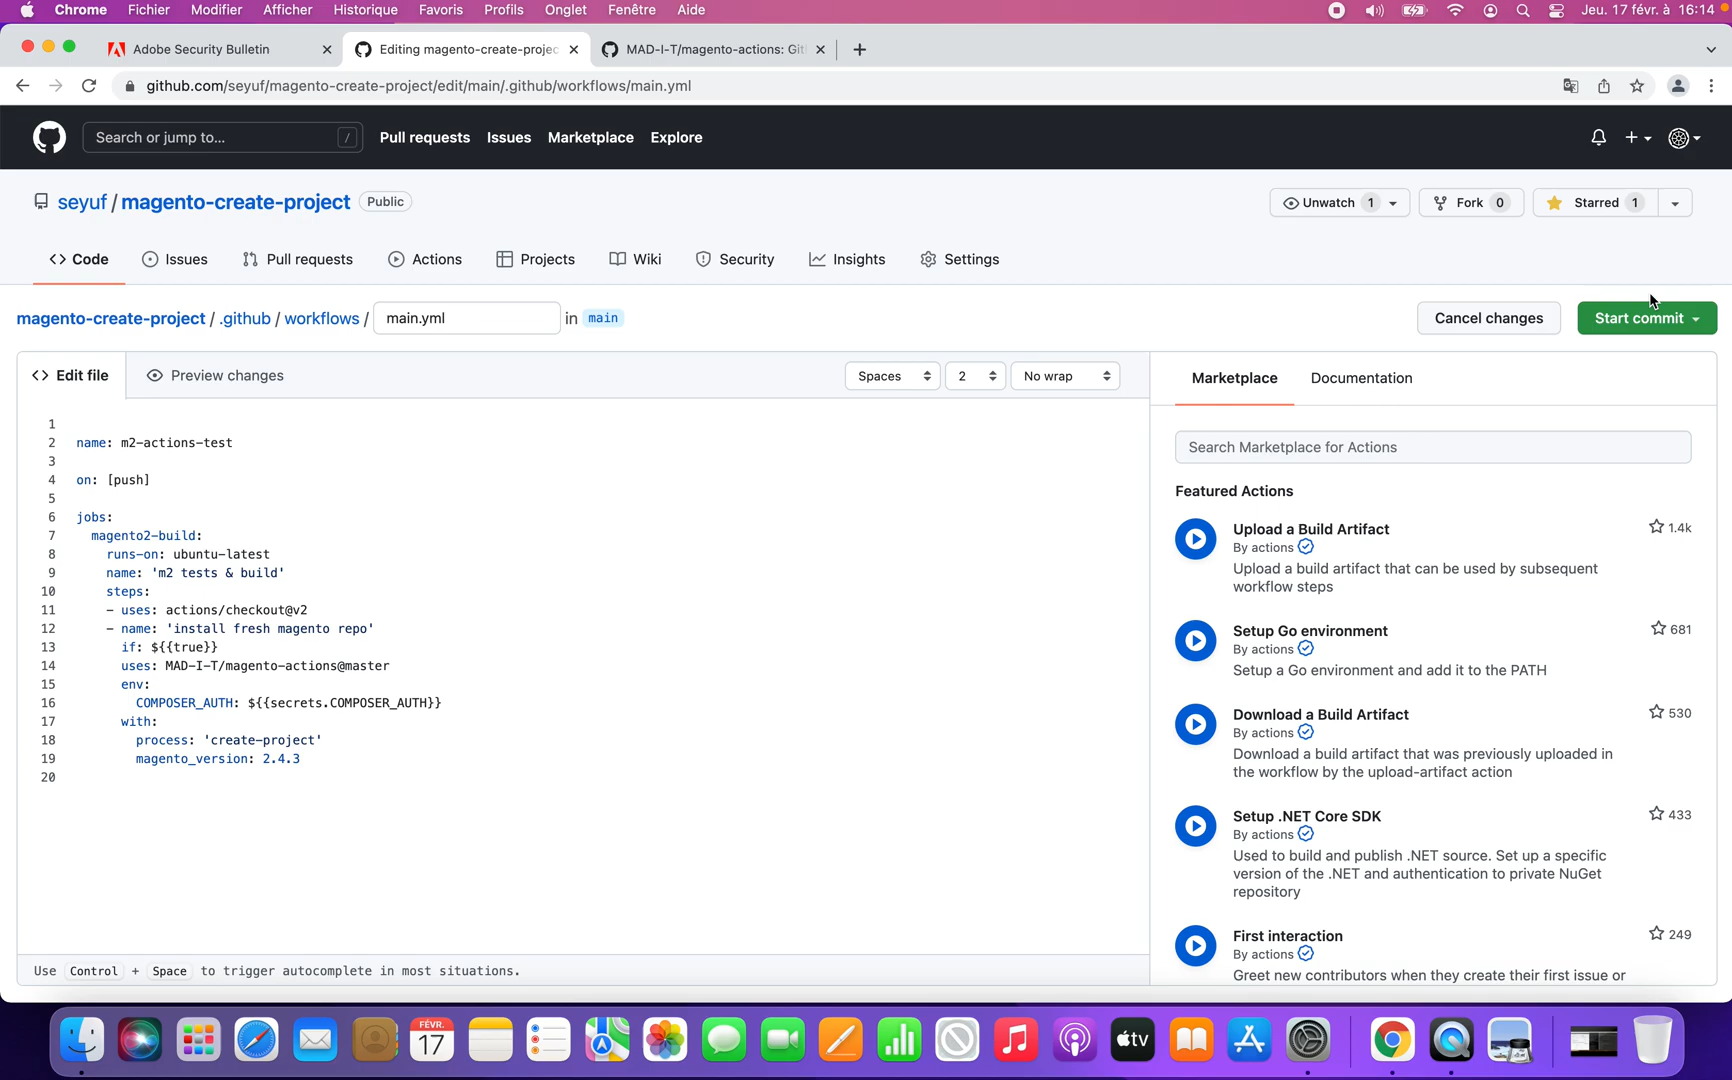 Chrome Fichier Modifier Afficher Historique Favoris Profils Onglet Fenêtre Aide Jeu. 17 févr. à 16:14
Adobe Security Bulletin
Editing magento-create-projec
MAD-I-T/magento-actions: Git
github.com/seyuf/magento-create-project/edit/main/.github/workflows/main.yml
Search or jump to... /
Pull requests Issues Marketplace Explore
seyuf / magento-create-project Public
Unwatch 1 Fork 0 Starred 1
Code Issues Pull requests Actions Projects Wiki Security Insights Settings
magento-create-project / .github / workflows / main.yml in main
Cancel changes Start commit
Edit file Preview changes Spaces 2 No wrap
1
2 name: m2-actions-test
3
4 on: [push]
5
6 jobs:
7 magento2-build:
8 runs-on: ubuntu-latest
9 name: 'm2 tests & build'
10 steps:
11 - uses: actions/checkout@v2
12 - name: 'install fresh magento repo'
13 if: ${{true}}
14 uses: MAD-I-T/magento-actions@master
15 env:
16 COMPOSER_AUTH: ${{secrets.COMPOSER_AUTH}}
17 with:
18 process: 'create-project'
19 magento_version: 2.4.3
20
Use Control + Space to trigger autocomplete in most situations.
Marketplace Documentation
Search Marketplace for Actions
Featured Actions
Upload a Build Artifact 1.4k
By actions
Upload a build artifact that can be used by subsequent
workflow steps
Setup Go environment 681
By actions
Setup a Go environment and add it to the PATH
Download a Build Artifact 530
By actions
Download a build artifact that was previously uploaded in
the workflow by the upload-artifact action
Setup .NET Core SDK 433
By actions
Used to build and publish .NET source. Set up a specific
version of the .NET and authentication to private NuGet
repository
First interaction 249
By actions
Greet new contributors when they create their first issue or
FÉVR.
17
tv